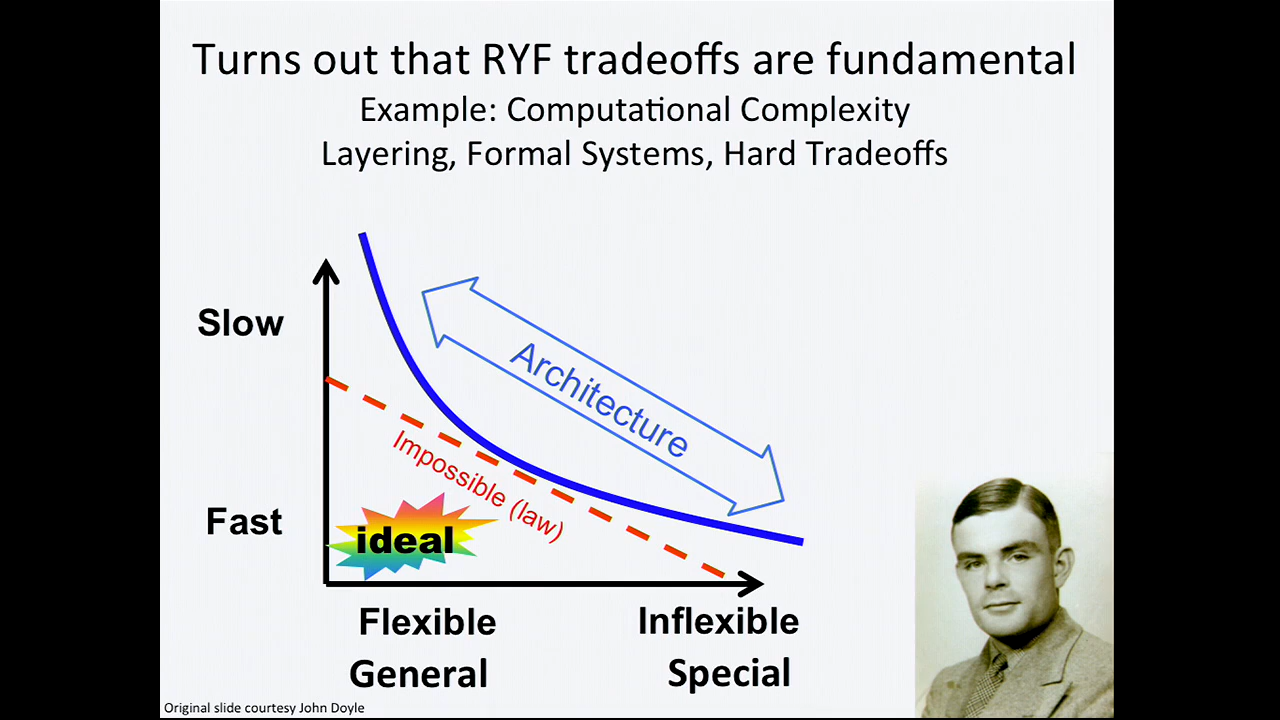 Turns out that RYF tradeoffs are fundamental
Example: Computational Complexity
Layering, Formal Systems, Hard Tradeoffs
Slow
Architecture
Impossible (law)
Fast
ideal
Flexible
Inflexible
General
Special
Original slide courtesy John Doyle